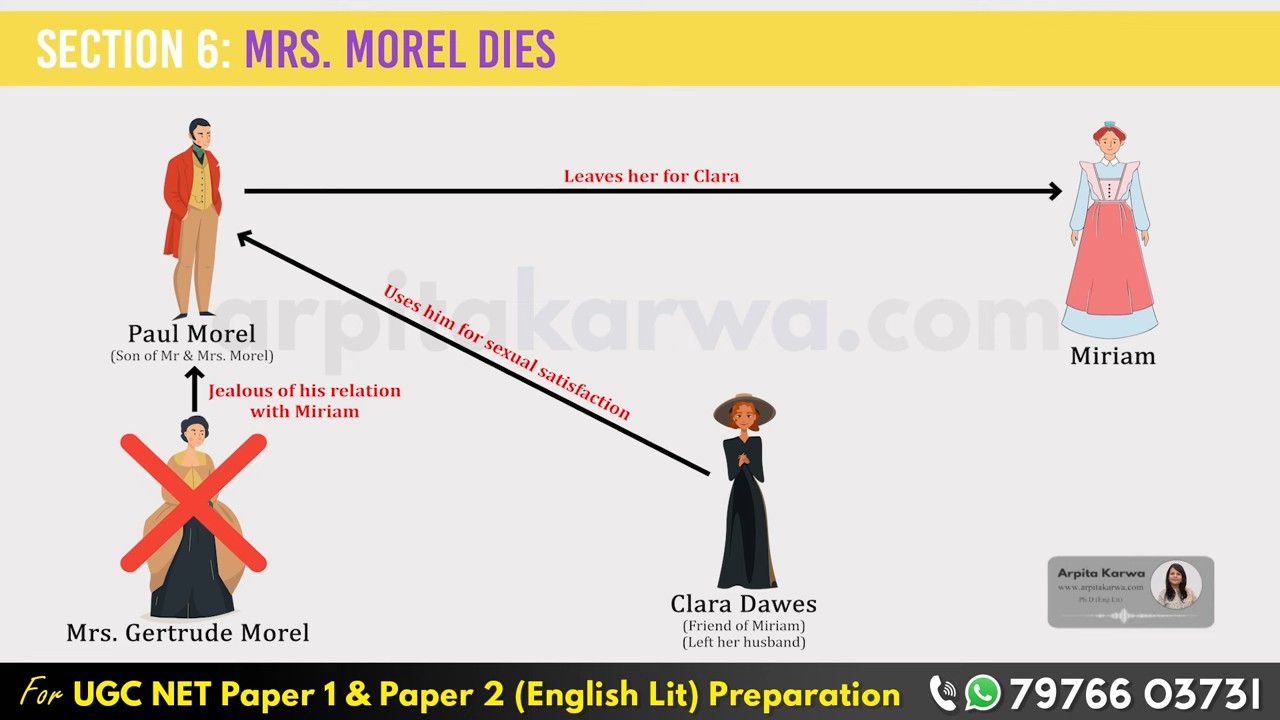 SECTION 6: MRS. MOREL DIES
Leaves her for Clara
Uses him for sexual satisfaction
Paul Morel
(Son of Mr & Mrs. Morel)
Miriam
Jealous of his relation
with Miriam
arpitakarwa.com
Mrs. Gertrude Morel
Clara Dawes
(Friend of Miriam)
(Left her husband)
Arpita Karwa
www.arpitakarwa.com
Ph.D (Eng Lit)
For UGC NET Paper 1 & Paper 2 (English Lit) Preparation 79766 03731